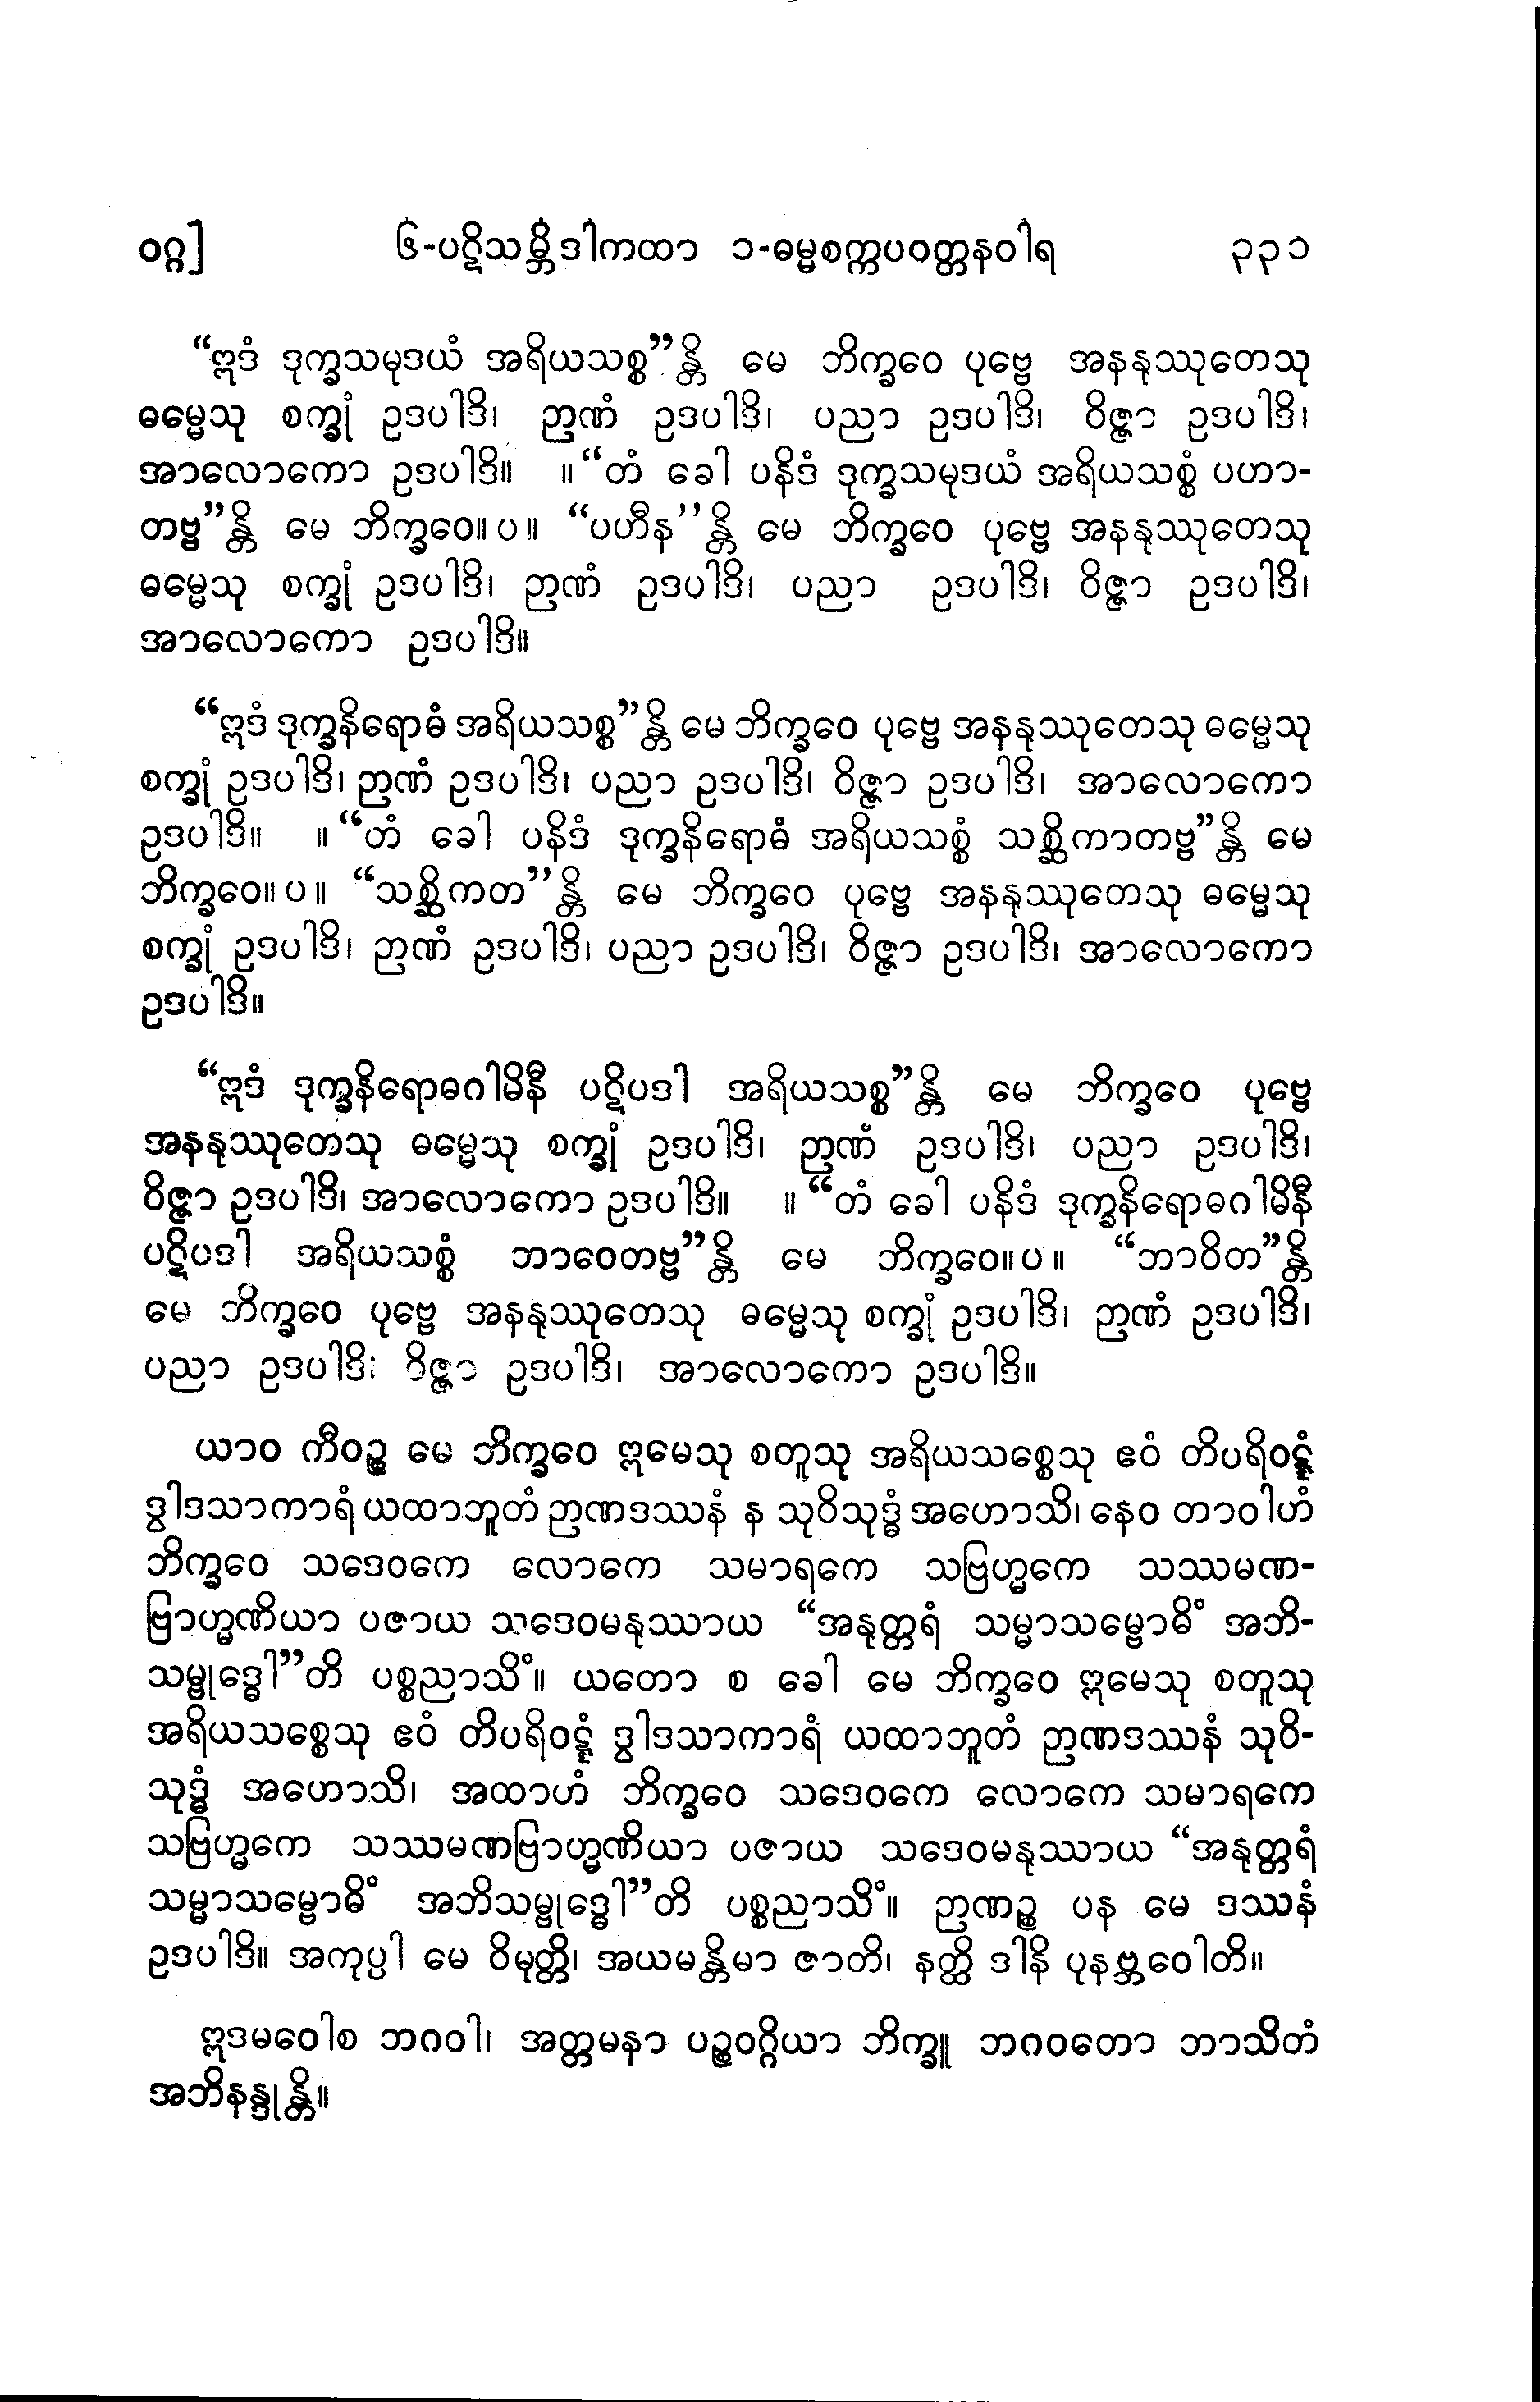 ဝဂ္ဂ] ၆-ပဋိသမ္ဘိဒါကထာ ၁-ဓမ္မစက္ကပဝတ္တနဝါရ ၃၃၁
“ဣဒံ ဒုက္ခသမုဒယံ အရိယသစ္စ”န္တိ မေ ဘိက္ခဝေ ပုဗ္ဗေ အနနုဿုတေသု
ဓမ္မေသု စက္ခုံ ဥဒပါဒိ၊ ဉာဏံ ဥဒပါဒိ၊ ပညာ ဥဒပါဒိ၊ ဝိဇ္ဇာ ဥဒပါဒိ၊
အာလောကော ဥဒပါဒိ။ ။“တံ ခေါ ပနိဒံ ဒုက္ခသမုဒယံ အရိယသစ္စံ ပဟာ-
တဗ္ဗ”န္တိ မေ ဘိက္ခဝေ။ပ။ “ပဟီန”န္တိ မေ ဘိက္ခဝေ ပုဗ္ဗေ အနနုဿုတေသု
ဓမ္မေသု စက္ခုံ ဥဒပါဒိ၊ ဉာဏံ ဥဒပါဒိ၊ ပညာ ဥဒပါဒိ၊ ဝိဇ္ဇာ ဥဒပါဒိ၊
အာလောကော ဥဒပါဒိ။
“ဣဒံ ဒုက္ခနိရောဓံ အရိယသစ္စ”န္တိ မေ ဘိက္ခဝေ ပုဗ္ဗေ အနနုဿုတေသု ဓမ္မေသု
စက္ခုံ ဥဒပါဒိ၊ ဉာဏံ ဥဒပါဒိ၊ ပညာ ဥဒပါဒိ၊ ဝိဇ္ဇာ ဥဒပါဒိ၊ အာလောကော
ဥဒပါဒိ။ ။“တံ ခေါ ပနိဒံ ဒုက္ခနိရောဓံ အရိယသစ္စံ သစ္ဆိကာတဗ္ဗ”န္တိ မေ
ဘိက္ခဝေ။ပ။ “သစ္ဆိကတ”န္တိ မေ ဘိက္ခဝေ ပုဗ္ဗေ အနနုဿုတေသု ဓမ္မေသု
စက္ခုံ ဥဒပါဒိ၊ ဉာဏံ ဥဒပါဒိ၊ ပညာ ဥဒပါဒိ၊ ဝိဇ္ဇာ ဥဒပါဒိ၊ အာလောကော
ဥဒပါဒိ။
“ဣဒံ ဒုက္ခနိရောဓဂါမိနီ ပဋိပဒါ အရိယသစ္စ”န္တိ မေ ဘိက္ခဝေ ပုဗ္ဗေ
အနနုဿုတေသု ဓမ္မေသု စက္ခုံ ဥဒပါဒိ၊ ဉာဏံ ဥဒပါဒိ၊ ပညာ ဥဒပါဒိ၊
ဝိဇ္ဇာ ဥဒပါဒိ၊ အာလောကော ဥဒပါဒိ။ ။“တံ ခေါ ပနိဒံ ဒုက္ခနိရောဓဂါမိနီ
ပဋိပဒါ အရိယသစ္စံ ဘာဝေတဗ္ဗ”န္တိ မေ ဘိက္ခဝေ။ပ။ “ဘာဝိတ”န္တိ
မေ ဘိက္ခဝေ ပုဗ္ဗေ အနနုဿုတေသု ဓမ္မေသု စက္ခုံ ဥဒပါဒိ၊ ဉာဏံ ဥဒပါဒိ၊
ပညာ ဥဒပါဒိ၊ ဝိဇ္ဇာ ဥဒပါဒိ၊ အာလောကော ဥဒပါဒိ။
ယာဝ ကီဝဉ္စ မေ ဘိက္ခဝေ ဣမေသု စတူသု အရိယသစ္စေသု ဧဝံ တိပရိဝဋ္ဋံ
ဒွါဒသာကာရံ ယထာဘူတံ ဉာဏဒဿနံ န သုဝိသုဒ္ဓံ အဟောသိ၊ နေဝ တာဝါဟံ
ဘိက္ခဝေ သဒေဝကေ လောကေ သမာရကေ သဗြဟ္မကေ သဿမဏ-
ဗြာဟ္မဏိယာ ပဇာယ သဒေဝမနုဿာယ “အနုတ္တရံ သမ္မာသမ္ဗောဓိံ အဘိ-
သမ္ဗုဒ္ဓေါ”တိ ပစ္စညာသိံ။ ယတော စ ခေါ မေ ဘိက္ခဝေ ဣမေသု စတူသု
အရိယသစ္စေသု ဧဝံ တိပရိဝဋ္ဋံ ဒွါဒသာကာရံ ယထာဘူတံ ဉာဏဒဿနံ သုဝိ-
သုဒ္ဓံ အဟောသိ၊ အထာဟံ ဘိက္ခဝေ သဒေဝကေ လောကေ သမာရကေ
သဗြဟ္မကေ သဿမဏဗြာဟ္မဏိယာ ပဇာယ သဒေဝမနုဿာယ “အနုတ္တရံ
သမ္မာသမ္ဗောဓိံ အဘိသမ္ဗုဒ္ဓေါ”တိ ပစ္စညာသိံ။ ဉာဏဉ္စ ပန မေ ဒဿနံ
ဥဒပါဒိ။ အကုပ္ပါ မေ ဝိမုတ္တိ၊ အယမန္တိမာ ဇာတိ၊ နတ္ထိ ဒါနိ ပုနဗ္ဘဝေါတိ။
ဣဒမဝေါစ ဘဂဝါ၊ အတ္တမနာ ပဉ္စဝဂ္ဂိယာ ဘိက္ခူ ဘဂဝတော ဘာသိတံ
အဘိနန္ဒုန္တိ။